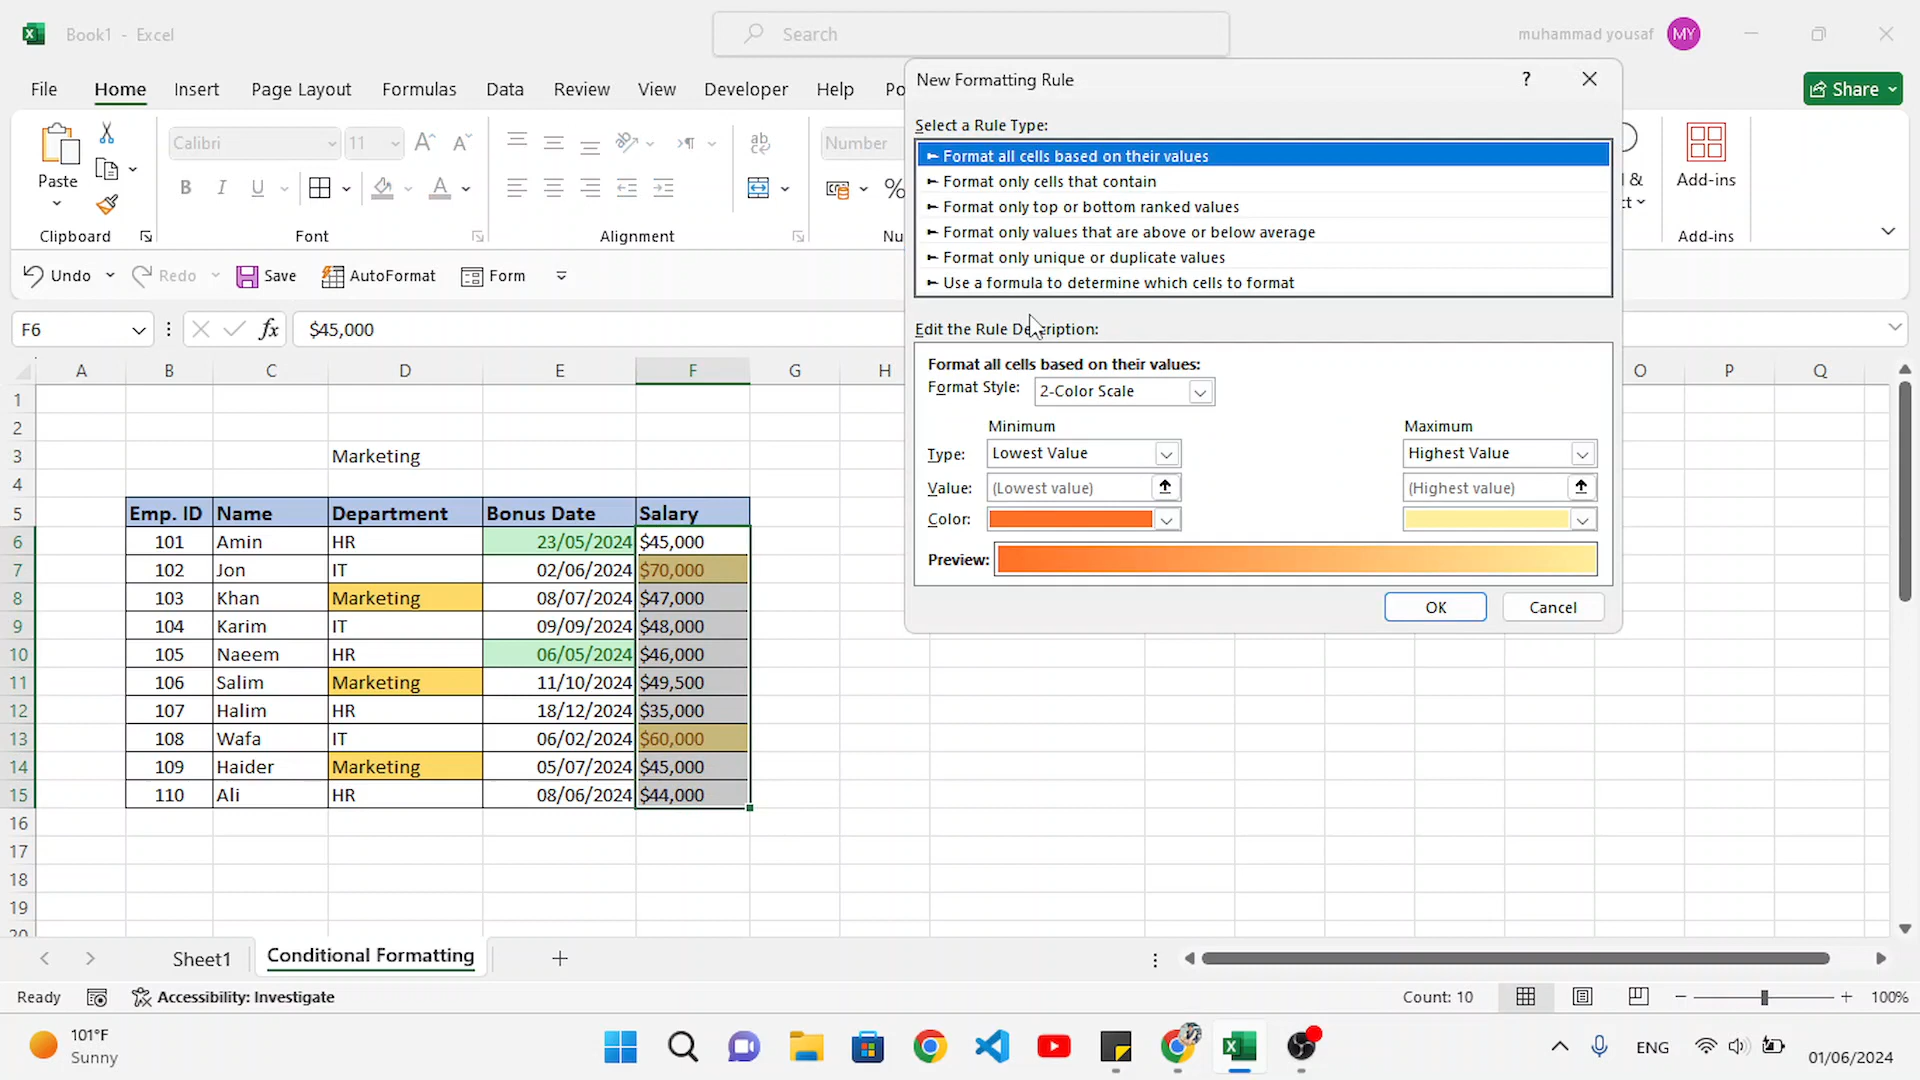 Book1 - Excel
Search
muhammad yousaf
MY
File Home Insert Page Layout Formulas Data Review View Developer Help Po
Share
Paste
Calibri 11
Number
Clipboard Font Alignment Nu
Add-ins
Add-ins
Undo Redo Save AutoFormat Form
New Formatting Rule
Select a Rule Type:
► Format all cells based on their values
► Format only cells that contain
► Format only top or bottom ranked values
► Format only values that are above or below average
► Format only unique or duplicate values
► Use a formula to determine which cells to format
Edit the Rule Description:
Format all cells based on their values:
Format Style: 2-Color Scale
Minimum Maximum
Type: Lowest Value Highest Value
Value: (Lowest value) (Highest value)
Color:
Preview:
OK Cancel
F6 fx $45,000
A B C D E F G H O P Q
1
2
3 Marketing
4
5 Emp. ID Name Department Bonus Date Salary
6 101 Amin HR 23/05/2024 $45,000
7 102 Jon IT 02/06/2024 $70,000
8 103 Khan Marketing 08/07/2024 $47,000
9 104 Karim IT 09/09/2024 $48,000
10 105 Naeem HR 06/05/2024 $46,000
11 106 Salim Marketing 11/10/2024 $49,500
12 107 Halim HR 18/12/2024 $35,000
13 108 Wafa IT 06/02/2024 $60,000
14 109 Haider Marketing 05/07/2024 $45,000
15 110 Ali HR 08/06/2024 $44,000
16
17
18
19
20
Sheet1 Conditional Formatting
Ready Accessibility: Investigate Count: 10 100%
101°F
Sunny
ENG
01/06/2024